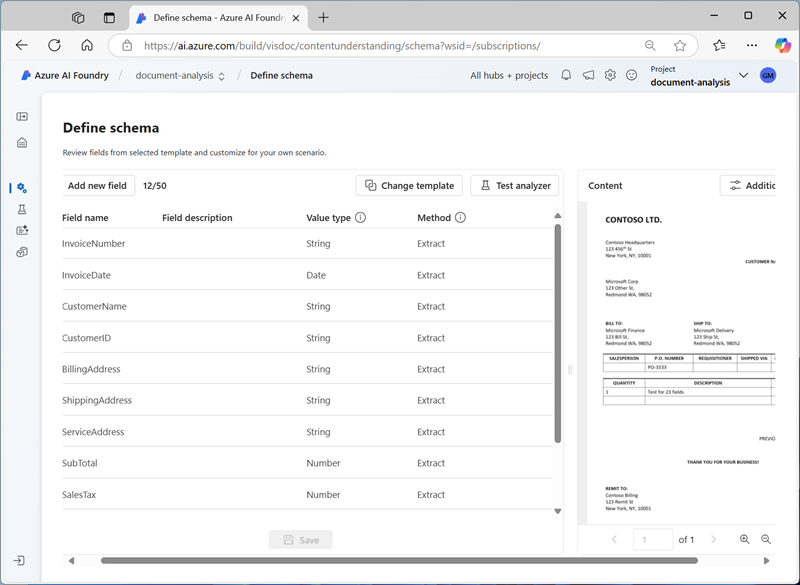 Define schema - Azure AI Foundry
https://ai.azure.com/build/visdoc/contentunderstanding/schema?wsid=/subscriptions/
Azure AI Foundry / document-analysis / Define schema
All hubs + projects
Project
document-analysis
GM
Define schema
Review fields from selected template and customize for your own scenario.
Add new field 12/50 Change template Test analyzer
Field name Field description Value type Method
InvoiceNumber String Extract
InvoiceDate Date Extract
CustomerName String Extract
CustomerID String Extract
BillingAddress String Extract
ShippingAddress String Extract
ServiceAddress String Extract
SubTotal Number Extract
SalesTax Number Extract
Save
Content Additic
CONTOSO LTD.
Contoso Headquarters
123 456th St
New York, NY, 10001
CUSTOMER NA
Microsoft Corp
123 Other St,
Redmond WA, 98052
BILL TO:
Microsoft Finance
123 Bill St,
Redmond WA, 98052
SHIP TO:
Microsoft Delivery
123 Ship St,
Redmond WA, 98052
SALESPERSON P.O. NUMBER REQUISITIONER SHIPPED VIA
PO-3333
QUANTITY DESCRIPTION
1 Test for 23 fields
PREVIO
THANK YOU FOR YOUR BUSINESS!
REMIT TO:
Contoso Billing
123 Remit St
New York, NY, 10001
1 of 1